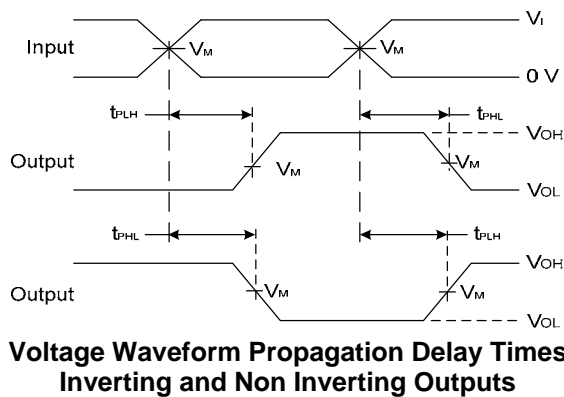 VI
Input
VM
VM
0 V
tPLH
tPHL
VOH
Output
VM
VM
VOL
tPHL
tPLH
VOH
Output
VM
VM
VOL
Voltage Waveform Propagation Delay Times
Inverting and Non Inverting Outputs